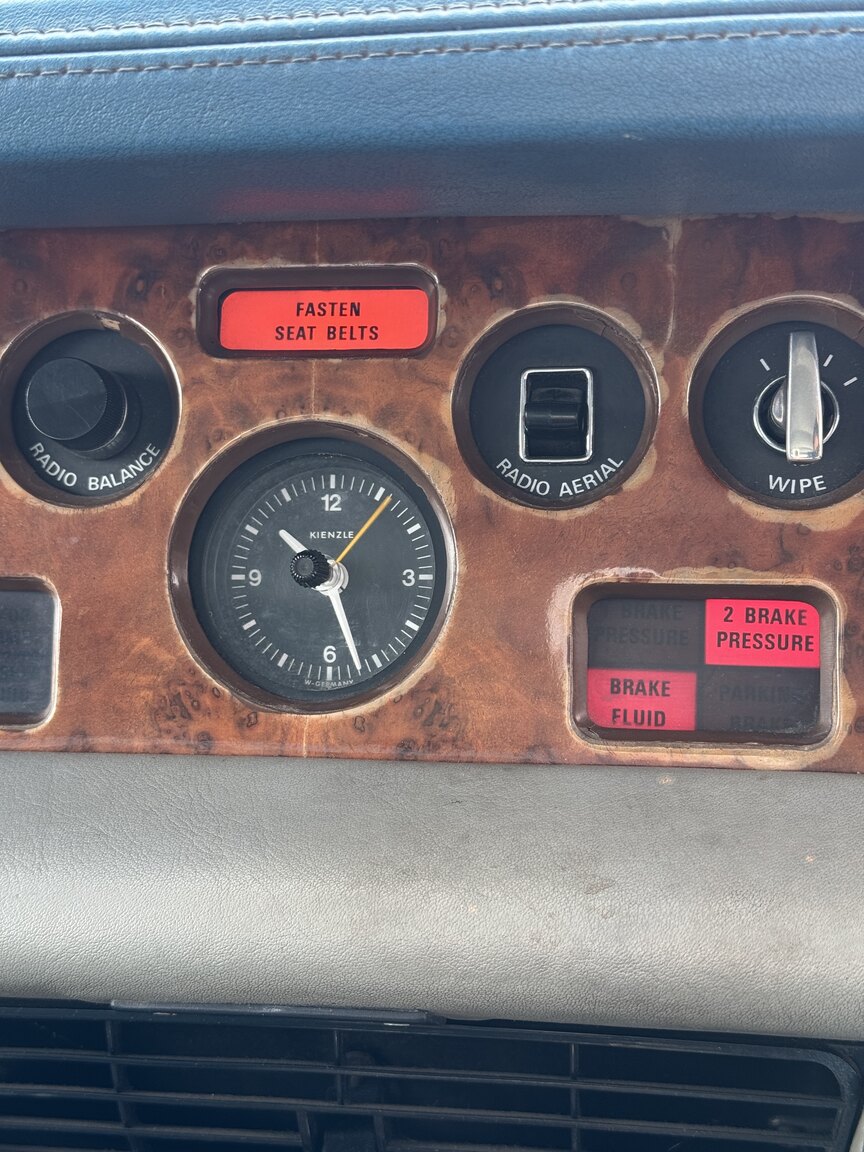 FASTEN
SEAT BELTS
RADIO BALANCE
12
KIENZLE
9
3
6
W-GERMANY
RADIO AERIAL
WIPE
BRAKE
PRESSURE
2 BRAKE
PRESSURE
BRAKE
FLUID
PARKING
BRAKE